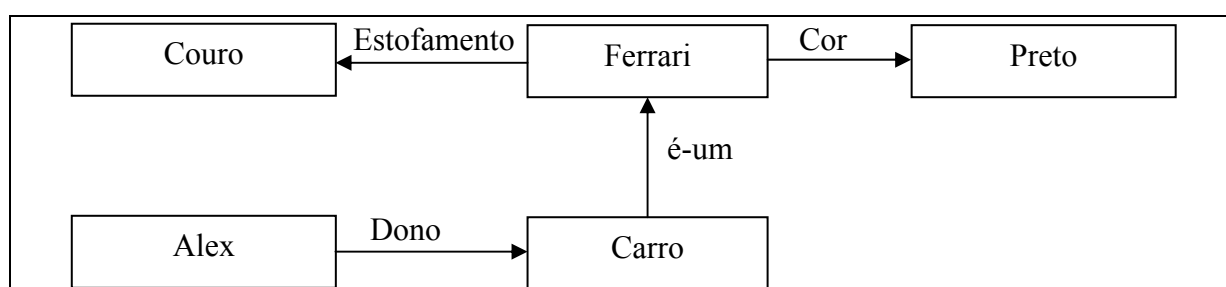 Couro
Estofamento
Ferrari
Cor
Preto
é-um
Alex
Dono
Carro